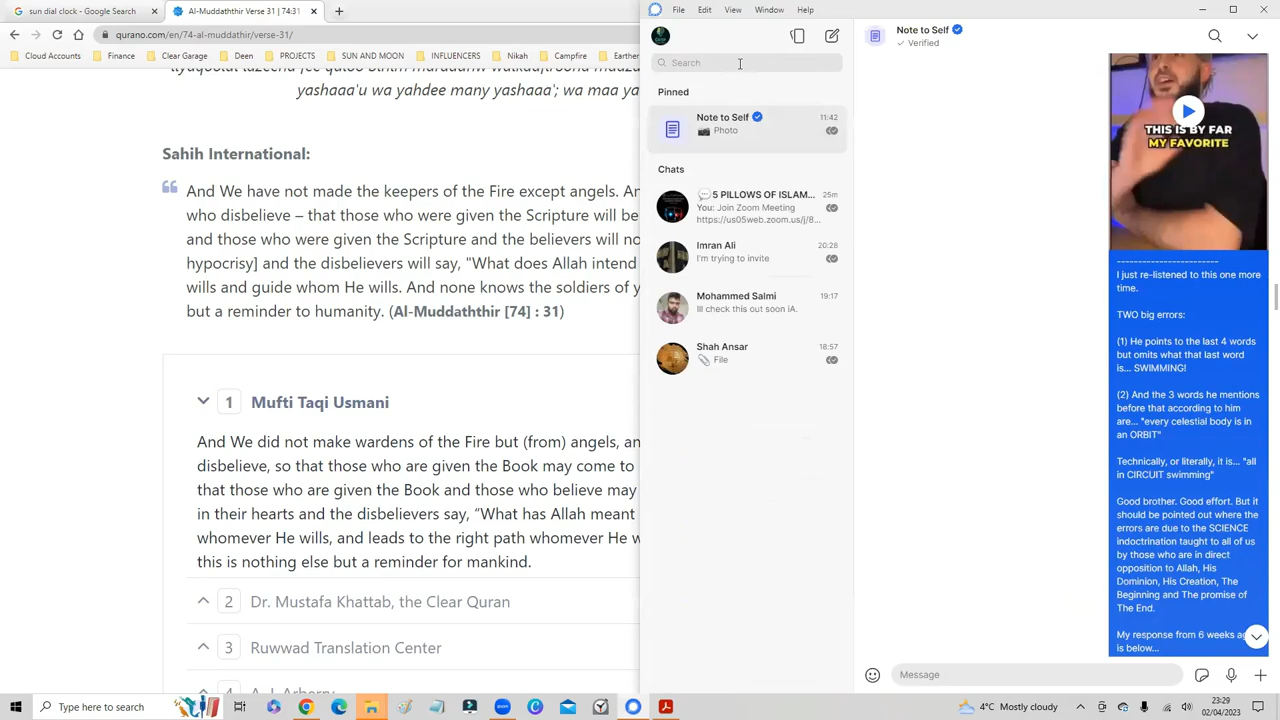 sun dial clock - Google Search
Al-Muddathir Verse 31 | 74:31
qurano.com/en/74-al-muddathir/verse-31/
Cloud Accounts
Finance
Clear Cutting
Deen
| PROJECTS
SUN AND MOON
INFLUENCERS
Nikah
Campfire
Earther
yashaaa'u wa yahdee many yashaaa'; wa maa ya
Sahih International:
And We have not made the keepers of the Fire except angels. An
who disbelieve – that those who were given the Scripture will be
and those who were given the Scripture and the believers will no
hypocrisy] and the disbelievers will say, "What does Allah intend
wills and guide whom He wills. And none knows the soldiers of y
but a reminder to humanity. (Al-Muddaththir [74] : 31)
1 Mufti Taqi Usmani
And We did not make wardens of the Fire but (from) angels, an
disbelieve, so that those who are given the Book may come to
that those who are given the Book and those who believe may
in their hearts and the disbelievers say, “What has Allah meant
whomever He wills, and leads to the right path whomever He w
this is nothing else but a reminder for mankind.
2 Dr. Mustafa Khattab, the Clear Quran
3 Ruwwad Translation Center
4 A. J. Arberry
File Edit View Window Help
Search
Pinned
Note to Self 11:42
Photo
Chats
5 PILLOWS OF ISLAM... 25m
You: Join Zoom Meeting
https://us05web.zoom.us/j/8...
Imran Ali 20:28
I'm trying to invite
Mohammed Salmi 19:17
Ill check this out soon iA.
Shah Ansar 18:57
File
Note to Self
Verified
THIS IS BY FAR
MY FAVORITE
------------------------
I just re-listened to this one more
time.
TWO big errors:
(1) He points to the last 4 words
but omits what that last word
is... SWIMMING!
(2) And the 3 words he mentions
before that according to him
are... "every celestial body is in
an ORBIT"
Technically, or literally, it is... "all
in CIRCUIT swimming"
Good brother. Good effort. But it
should be pointed out where the
errors are due to the SCIENCE
indoctrination taught to all of us
by those who are in direct
opposition to Allah, His
Dominion, His Creation, The
Beginning and The promise of
The End.
My response from 6 weeks ag
is below...
Message
Type here to search
4°C Mostly cloudy
23:29
02/04/2023